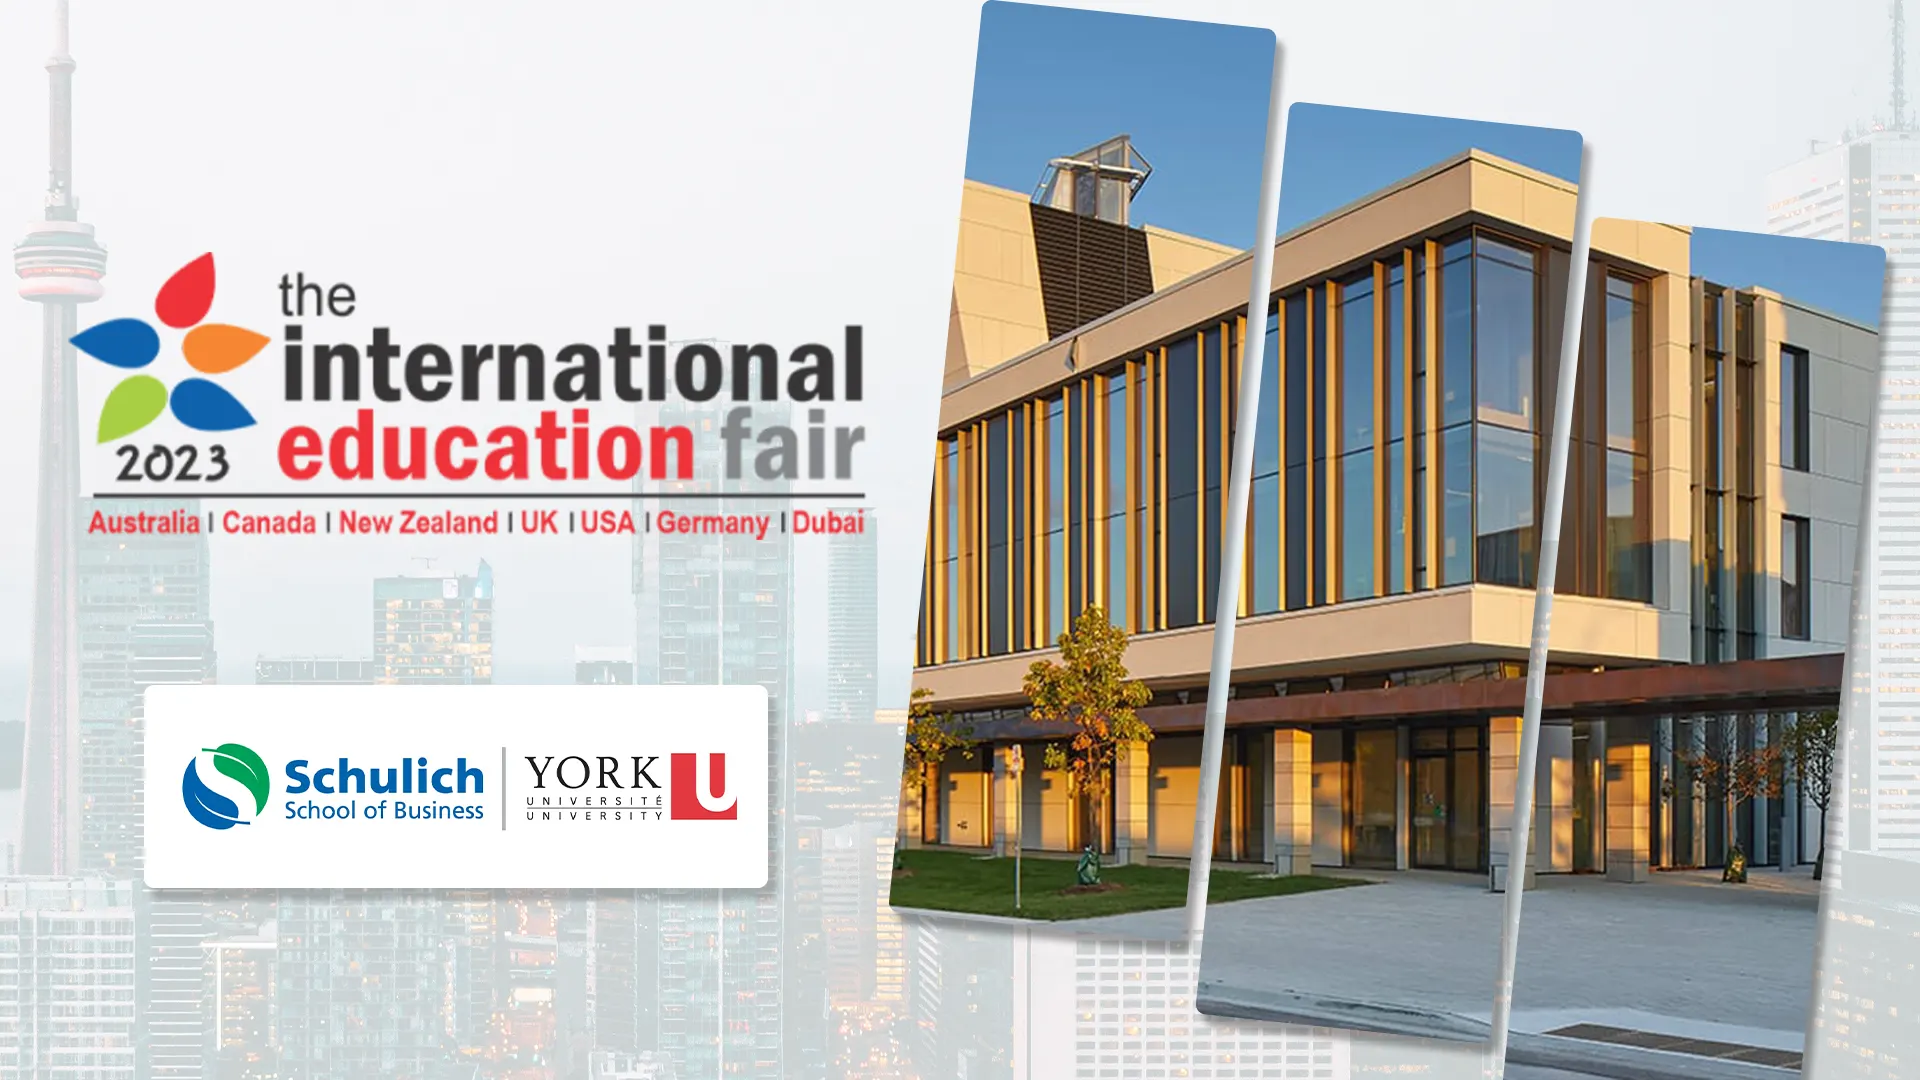 the
international
education fair
2023
Australia | Canada | New Zealand | UK | USA | Germany | Dubai
Schulich
School of Business
YORK U
UNIVERSITÉ
UNIVERSITY